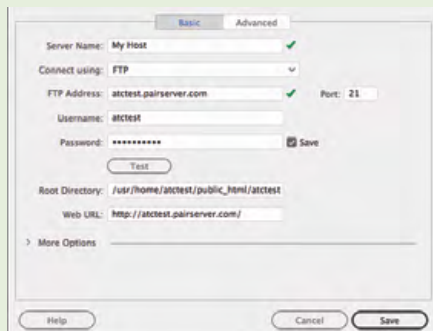 Basic Advanced
Server Name: My Host
Connect using: FTP
FTP Address: atctest.pairserver.com Port: 21
Username: atctest
Password: •••••••••• Save
Test
Root Directory: /usr/home/atctest/public_html/atctest
Web URL: http://atctest.pairserver.com/
More Options
Help Cancel Save